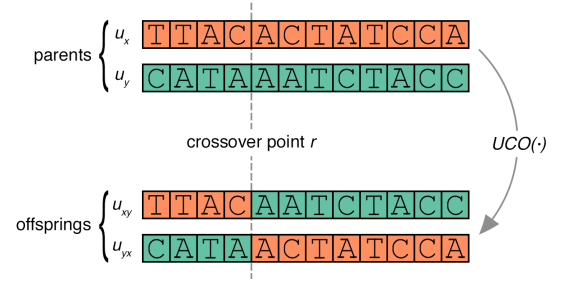 parents
u_x TTACACTATCCA
u_y CATAAATCTACC
crossover point r
UCO(·)
offsprings
u_xy TTACAATCTACC
u_yx CATAACTATCCA